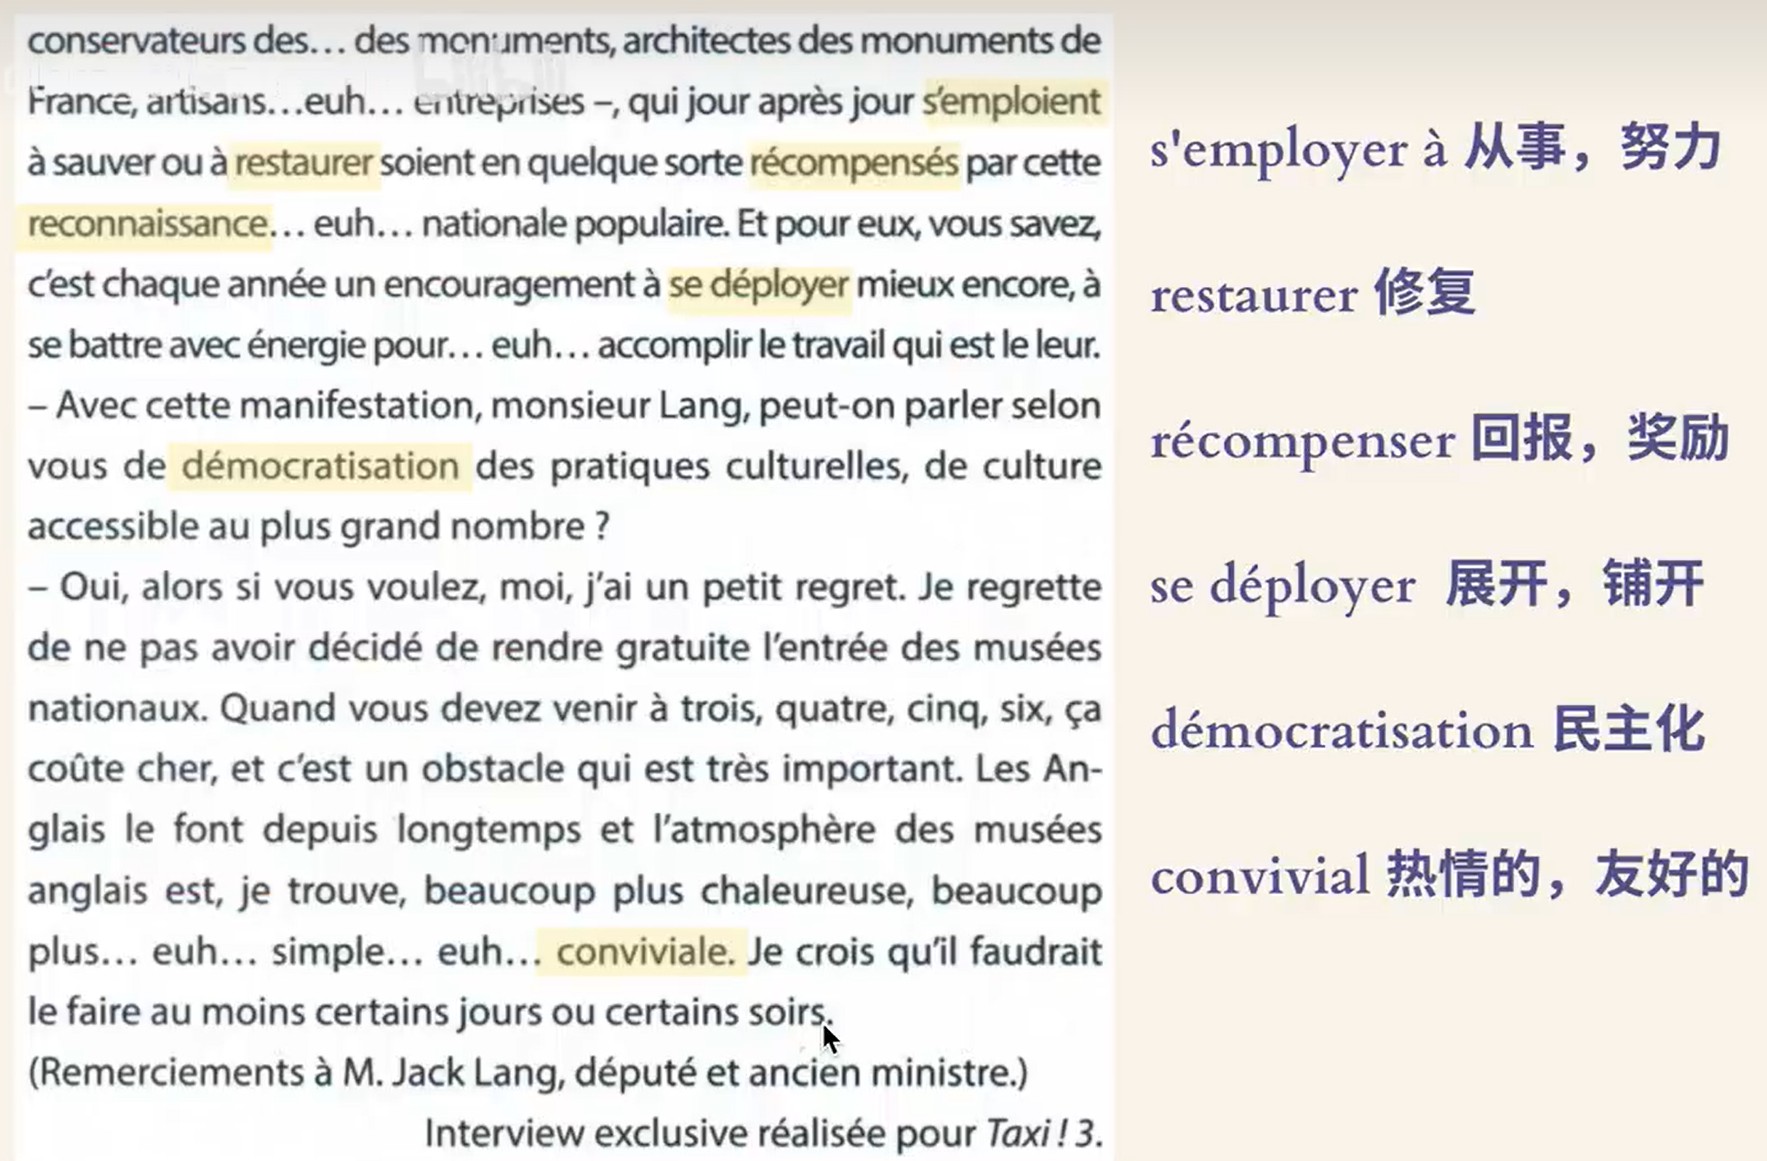 conservateurs des… des monuments, architectes des monuments de
France, artisans…euh… entreprises –, qui jour après jour s'emploient
à sauver ou à restaurer soient en quelque sorte récompensés par cette
reconnaissance… euh… nationale populaire. Et pour eux, vous savez,
c'est chaque année un encouragement à se déployer mieux encore, à
se battre avec énergie pour… euh… accomplir le travail qui est le leur.
– Avec cette manifestation, monsieur Lang, peut-on parler selon
vous de démocratisation des pratiques culturelles, de culture
accessible au plus grand nombre ?
– Oui, alors si vous voulez, moi, j'ai un petit regret. Je regrette
de ne pas avoir décidé de rendre gratuite l'entrée des musées
nationaux. Quand vous devez venir à trois, quatre, cinq, six, ça
coûte cher, et c'est un obstacle qui est très important. Les An-
glais le font depuis longtemps et l'atmosphère des musées
anglais est, je trouve, beaucoup plus chaleureuse, beaucoup
plus… euh… simple… euh… conviviale. Je crois qu'il faudrait
le faire au moins certains jours ou certains soirs.
(Remerciements à M. Jack Lang, député et ancien ministre.)
Interview exclusive réalisée pour Taxi ! 3.
s'employer à 从事，努力
restaurer 修复
récompenser 回报，奖励
se déployer 展开，铺开
démocratisation 民主化
convivial 热情的，友好的